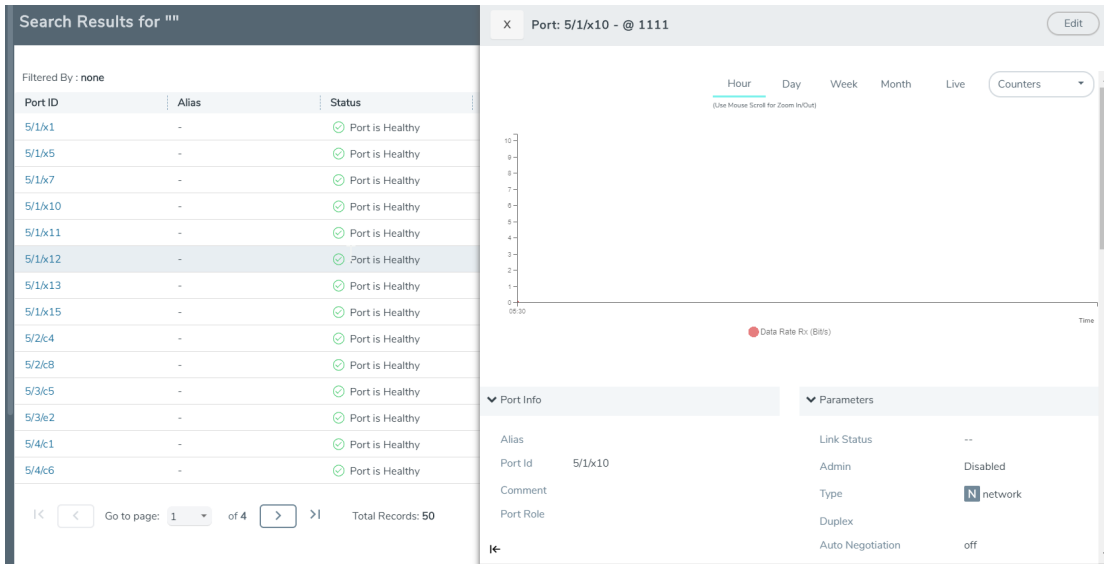 Search Results for ""
Filtered By : none
Port ID Alias Status
5/1/x1 - Port is Healthy
5/1/x5 - Port is Healthy
5/1/x7 - Port is Healthy
5/1/x10 - Port is Healthy
5/1/x11 - Port is Healthy
5/1/x12 - Port is Healthy
5/1/x13 - Port is Healthy
5/1/x15 - Port is Healthy
5/2/c4 - Port is Healthy
5/2/c8 - Port is Healthy
5/3/c5 - Port is Healthy
5/3/e2 - Port is Healthy
5/4/c1 - Port is Healthy
5/4/c6 - Port is Healthy
Go to page: 1 of 4 Total Records: 50
X Port: 5/1/x10 - @ 1111 Edit
Hour Day Week Month Live Counters
(Use Mouse Scroll for Zoom In/Out)
10
9
8
7
6
5
4
3
2
1
0
05:30
Time
Data Rate Rx (Bit/s)
Port Info
Alias
Port Id 5/1/x10
Comment
Port Role
Parameters
Link Status --
Admin Disabled
Type N network
Duplex
Auto Negotiation off